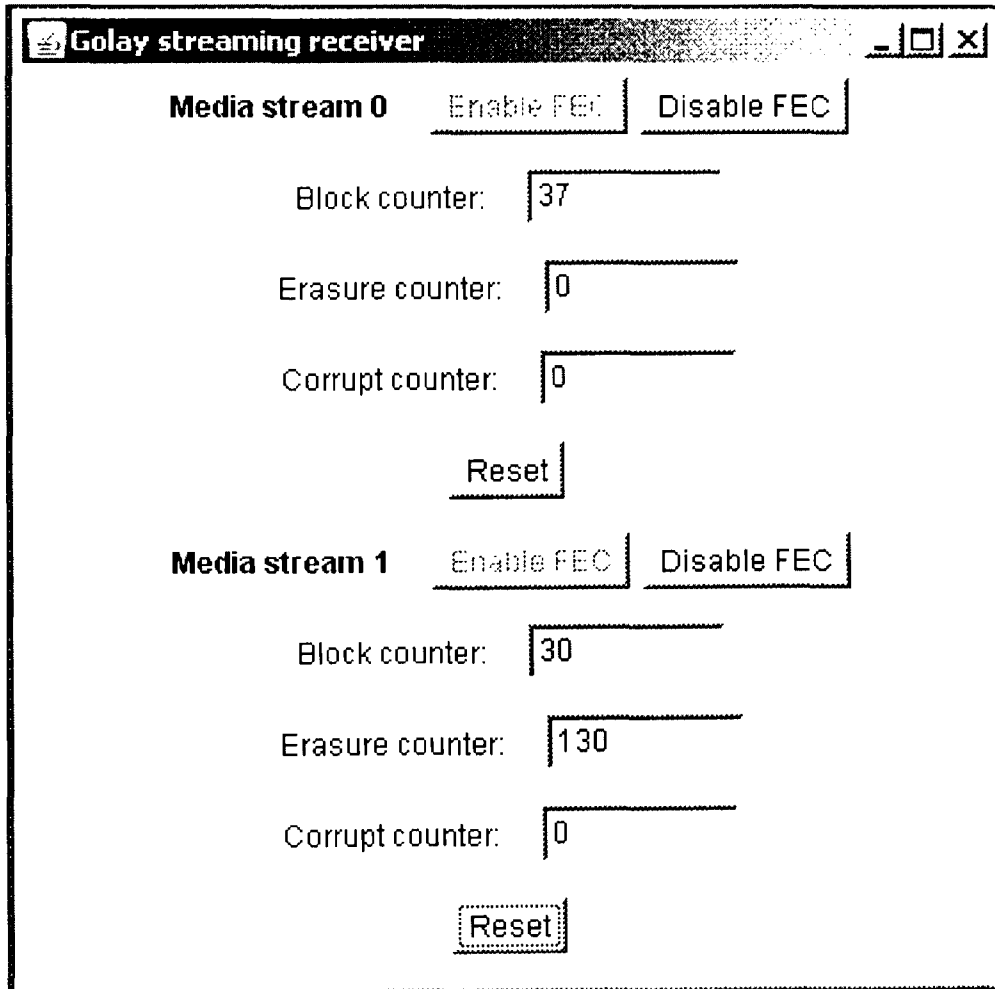 Golay streaming receiver
Media stream 0 Enable FEC Disable FEC
Block counter: 37
Erasure counter: 0
Corrupt counter: 0
Reset
Media stream 1 Enable FEC Disable FEC
Block counter: 30
Erasure counter: 130
Corrupt counter: 0
Reset